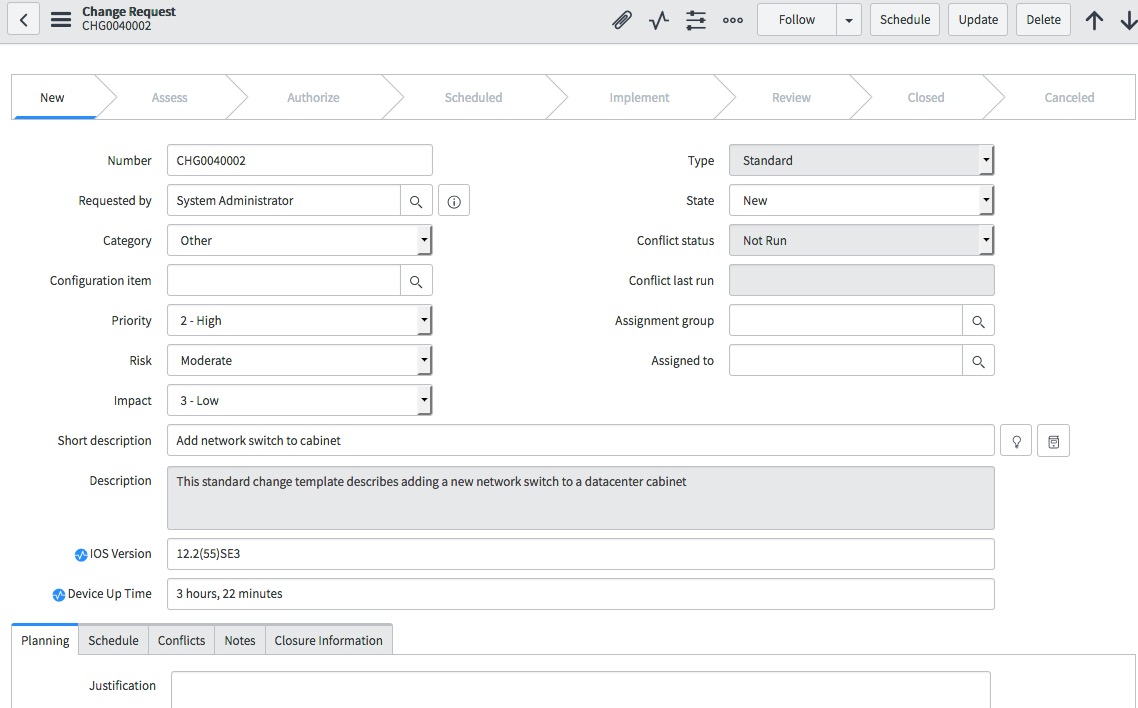 Change Request
CHG0040002
Follow
Schedule
Update
Delete
New
Assess
Authorize
Scheduled
Implement
Review
Closed
Canceled
Number CHG0040002
Type Standard
Requested by System Administrator
State New
Category Other
Conflict status Not Run
Configuration item
Conflict last run
Priority 2 - High
Assignment group
Risk Moderate
Assigned to
Impact 3 - Low
Short description Add network switch to cabinet
Description This standard change template describes adding a new network switch to a datacenter cabinet
IOS Version 12.2(55)SE3
Device Up Time 3 hours, 22 minutes
Planning
Schedule
Conflicts
Notes
Closure Information
Justification